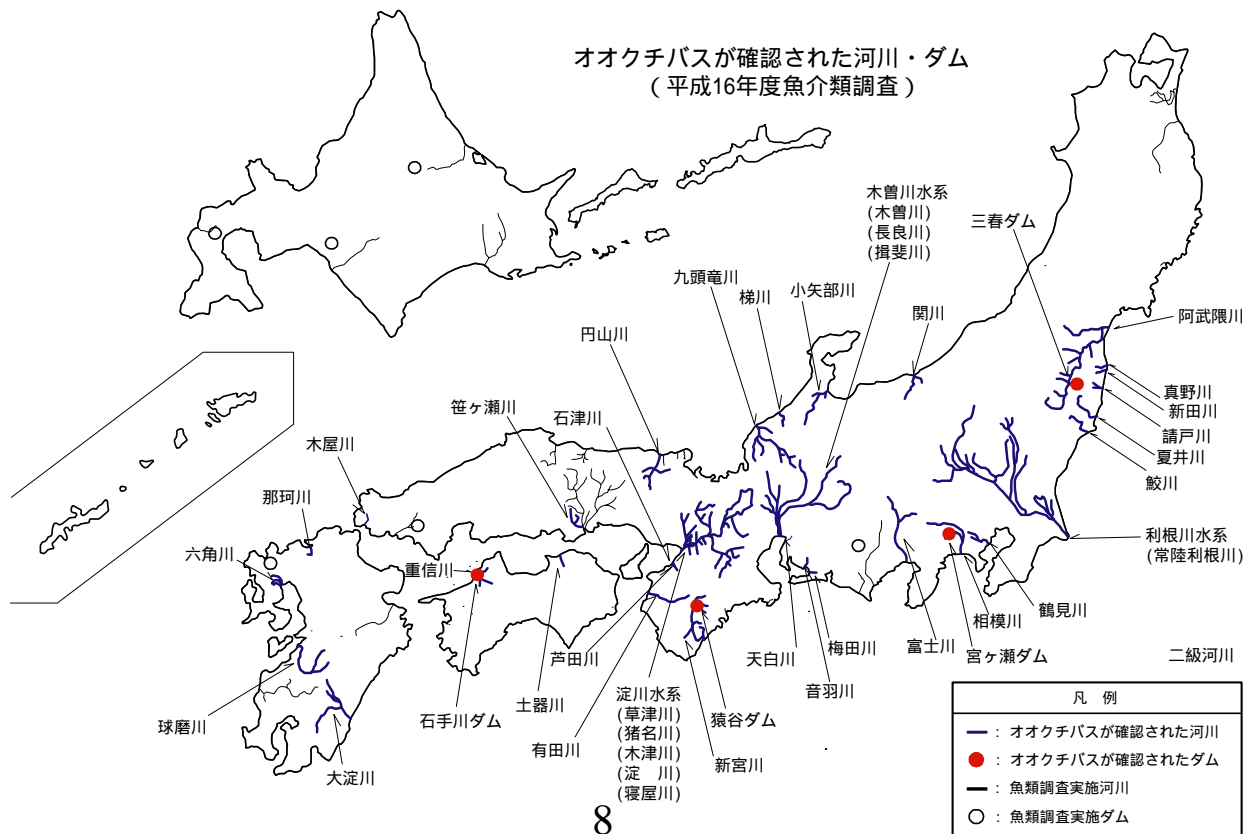 オオクチバスが確認された河川・ダム
(平成16年度魚介類調査)
木曽川水系
(木曽川)
(長良川)
(揖斐川)
三春ダム
九頭竜川
梯川
小矢部川
関川
阿武隈川
円山川
真野川
新田川
請戸川
夏井川
鮫川
笹ヶ瀬川
石津川
木屋川
那珂川
六角川
重信川
利根川水系
(常陸利根川)
鶴見川
相模川
宮ヶ瀬ダム
富士川
梅田川
音羽川
天白川
芦田川
土器川
石手川ダム
有田川
淀川水系
(草津川)
(猪名川)
(木津川)
(淀 川)
(寝屋川)
猿谷ダム
新宮川
球磨川
大淀川
二級河川
凡 例
: オオクチバスが確認された河川
: オオクチバスが確認されたダム
: 魚類調査実施河川
: 魚類調査実施ダム
8